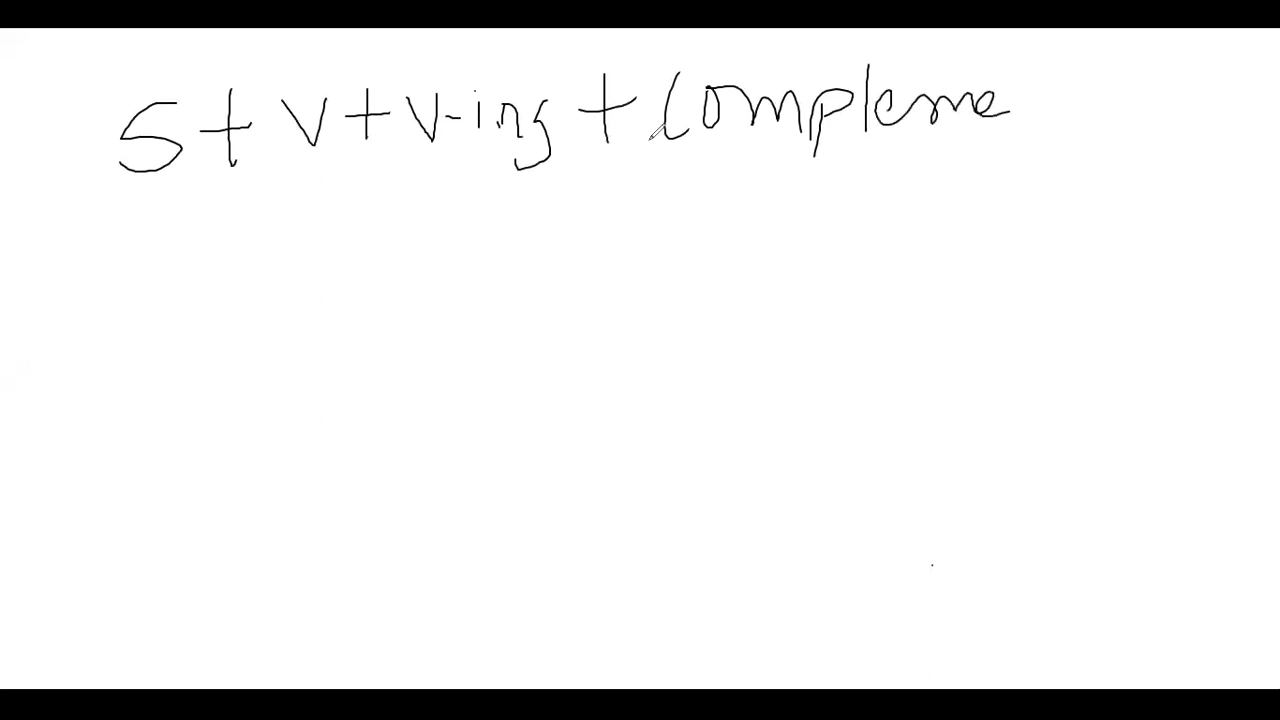 S + V + V-ing + Compleme